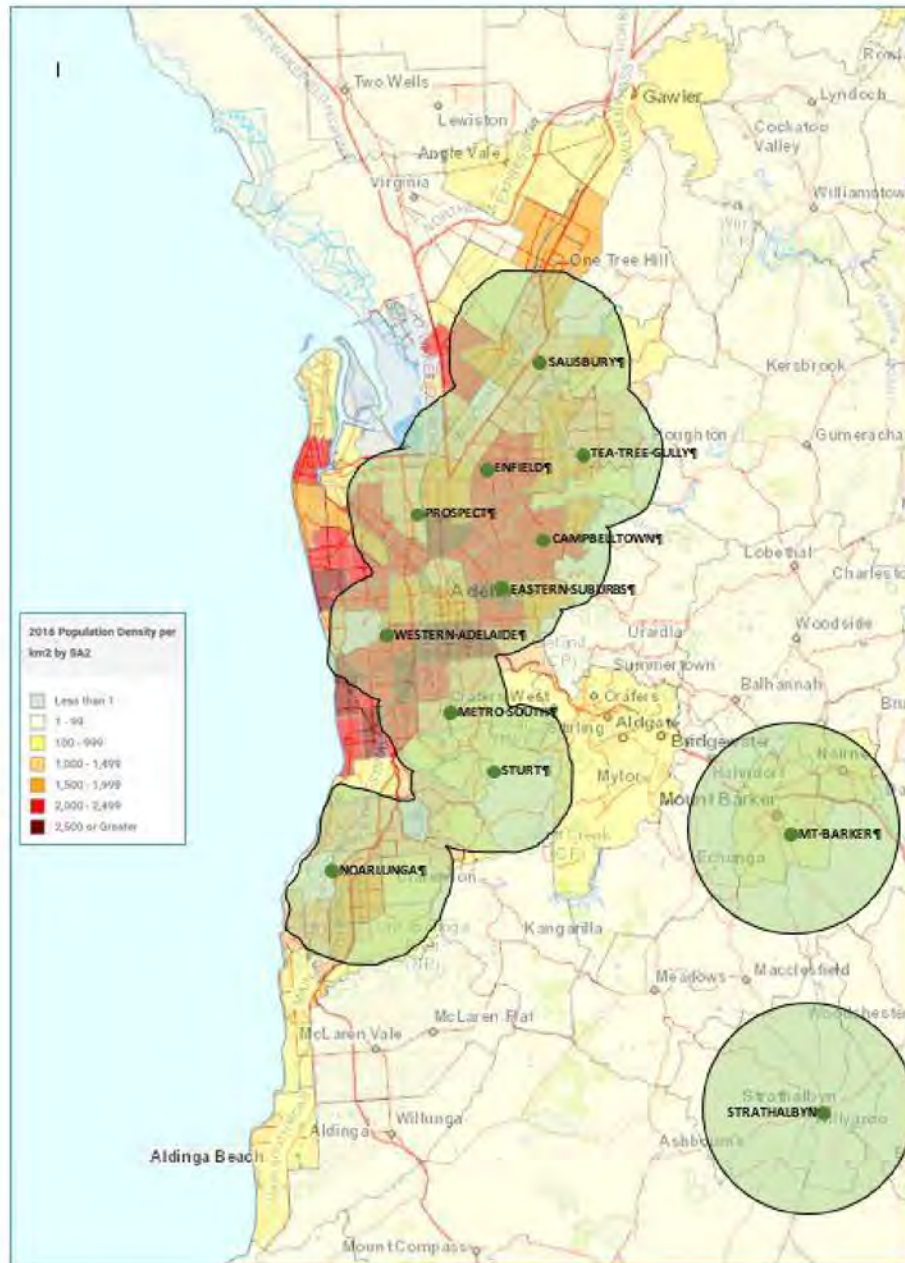 Two Wells
Gawler
Lyndoch
Lewiston
Cockatoo
Valley
Angle Vale
Virginia
One Tree Hill
SALISBURY¶
Kersbrook
TEA-TREE-GULLY¶
Gumeracha
ENFIELD¶
PROSPECT¶
CAMPBELLTOWN¶
Lobethal
EASTERN-SUBURBS¶
2016 Population Density per
km2 by SA2
Less than 1
1 - 99
100 - 999
1,000 - 1,499
1,500 - 1,999
2,000 - 2,499
2,500 or Greater
WESTERN-ADELAIDE¶
Uraidla
Woodside
Summertown
Balhannah
Crafers West
Crafers
METRO-SOUTH¶
Stirling
Aldgate
Bridgewater
STURT¶
Mylor
Hahndorf
Nairne
Mount Barker
MT-BARKER¶
Echunga
NOARLUNGA¶
Kangarilla
Meadows
Macclesfield
McLaren Flat
McLaren Vale
Strathalbyn
STRATHALBYN
Aldinga
Willunga
Aldinga Beach
Mount Compass